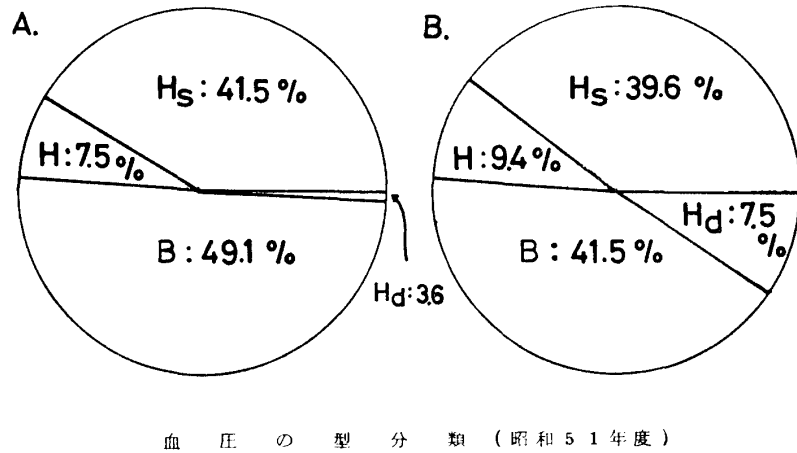 A.
Hs : 41.5 %
H : 7.5 %
B : 49.1 %
Hd : 3.6
B.
Hs : 39.6 %
H : 9.4 %
Hd : 7.5 %
B : 41.5 %
血圧の型分類 (昭和51年度)